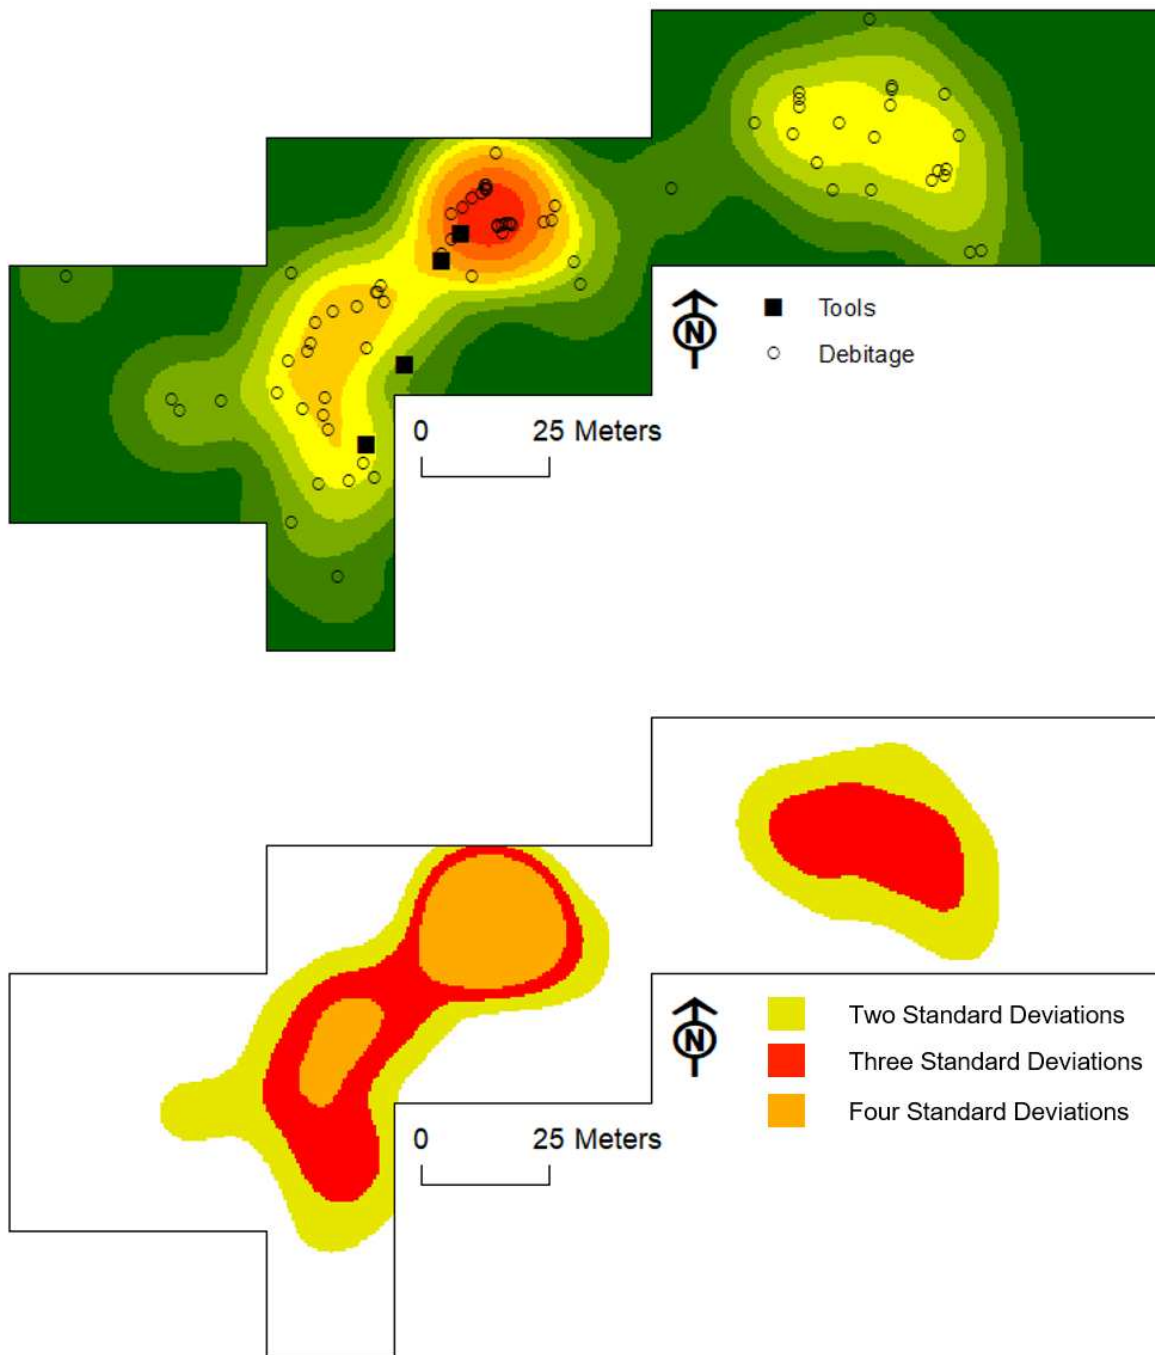 N
Tools
Debitage
0 25 Meters
N
Two Standard Deviations
Three Standard Deviations
Four Standard Deviations
0 25 Meters